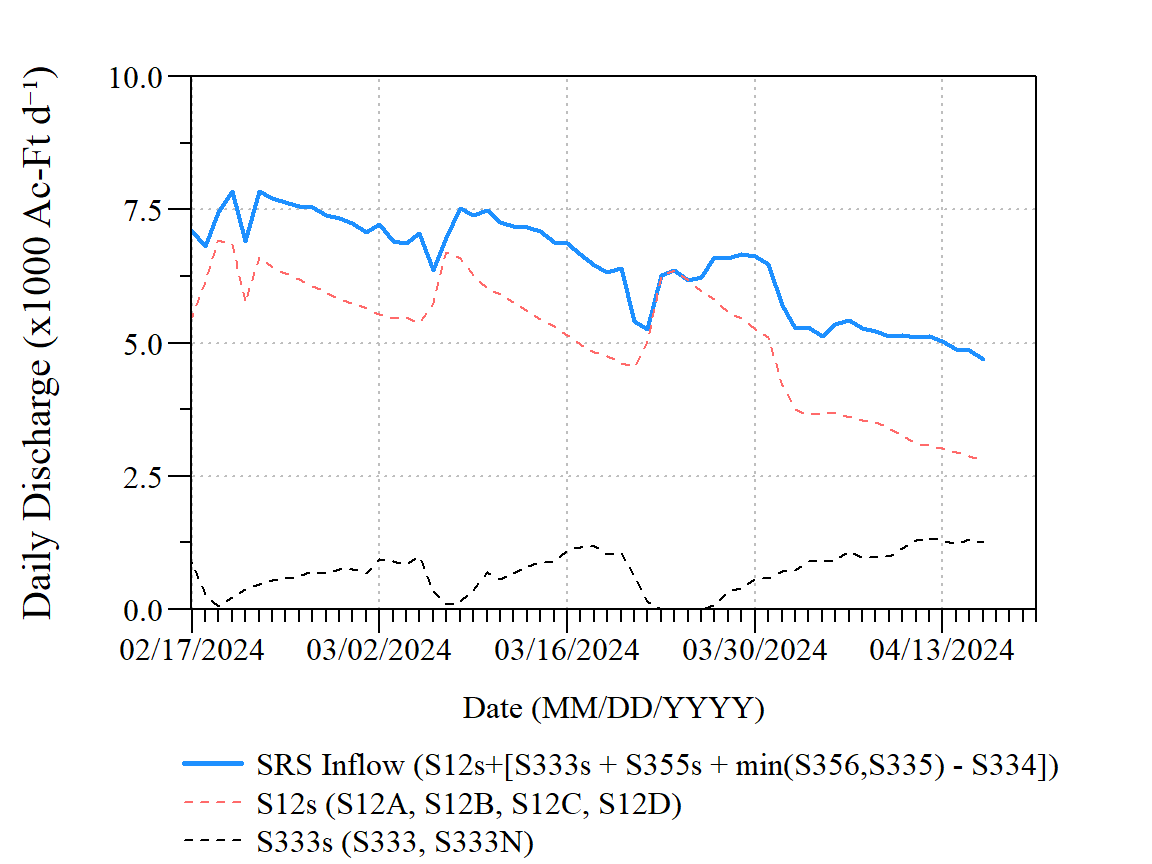 Daily Discharge (x1000 Ac-Ft d⁻¹)
10.0
7.5
5.0
2.5
0.0
02/17/2024 03/02/2024 03/16/2024 03/30/2024 04/13/2024
Date (MM/DD/YYYY)
SRS Inflow (S12s+[S333s + S355s + min(S356,S335) - S334])
S12s (S12A, S12B, S12C, S12D)
S333s (S333, S333N)